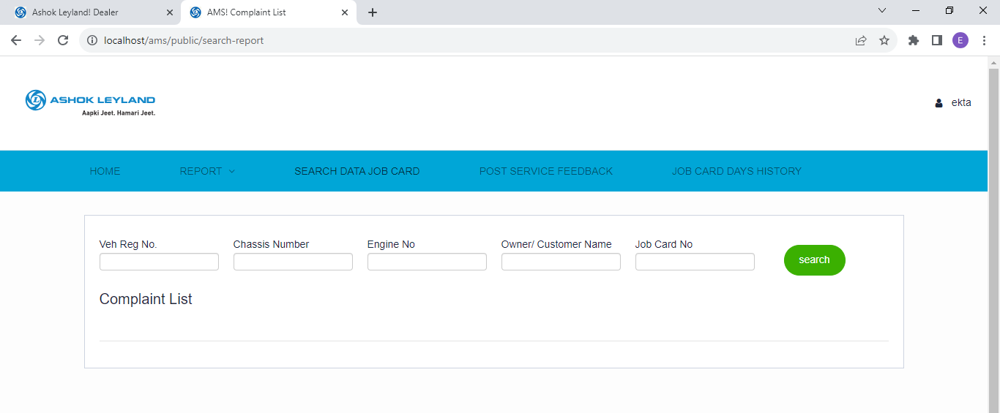 Ashok Leyland! Dealer
AMS! Complaint List
localhost/ams/public/search-report
E
ASHOK LEYLAND
Aapki Jeet. Hamari Jeet.
ekta
HOME
REPORT
SEARCH DATA JOB CARD
POST SERVICE FEEDBACK
JOB CARD DAYS HISTORY
Veh Reg No.
Chassis Number
Engine No
Owner/ Customer Name
Job Card No
search
Complaint List